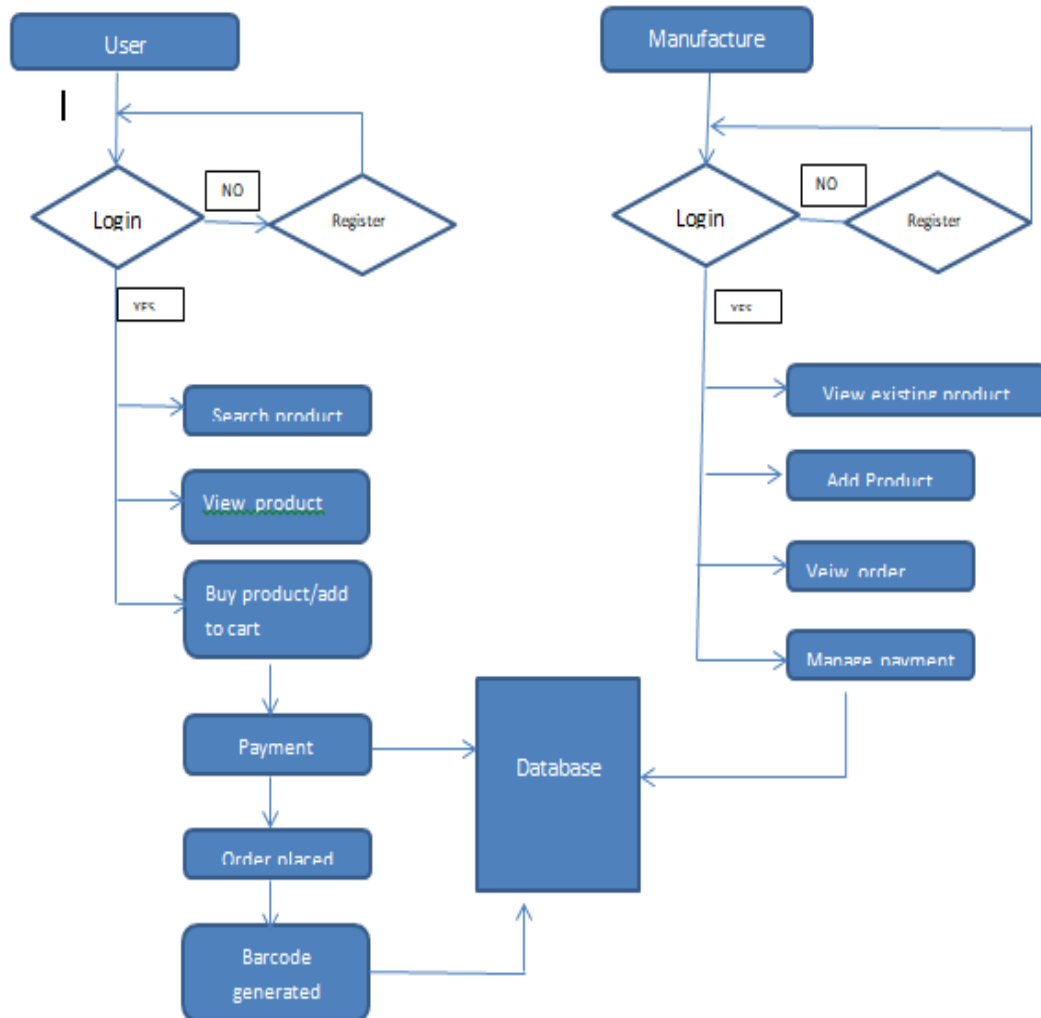 User
Manufacture
Login
NO
Register
YES
Search product
View product
Buy product/add
to cart
Payment
Order placed
Barcode
generated
Database
Login
NO
Register
YES
View existing product
Add Product
Veiw order
Manage payment